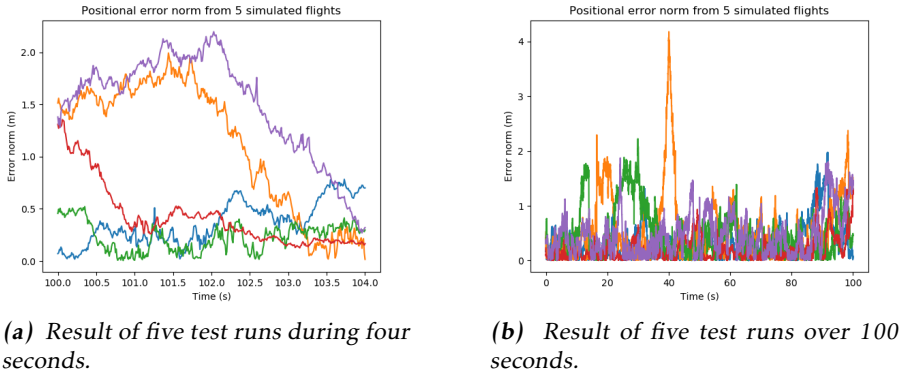 Positional error norm from 5 simulated flights
Error norm (m)
2.0
1.5
1.0
0.5
0.0
100.0 100.5 101.0 101.5 102.0 102.5 103.0 103.5 104.0
Time (s)
(a) Result of five test runs during four
seconds.
Positional error norm from 5 simulated flights
Error norm (m)
4
3
2
1
0
0 20 40 60 80 100
Time (s)
(b) Result of five test runs over 100
seconds.